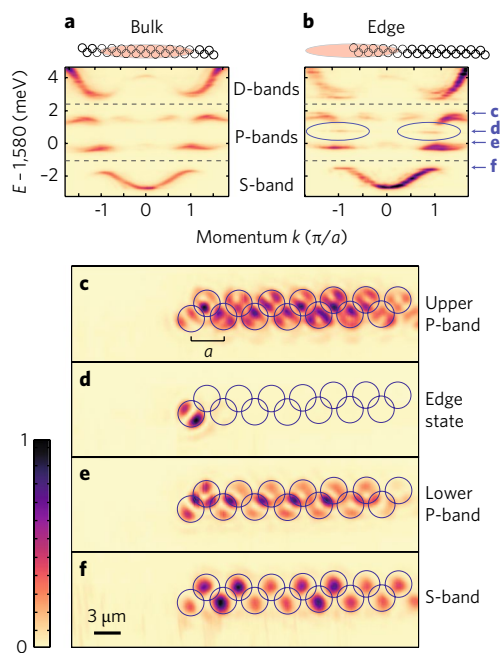 a Bulk
b Edge
E – 1,580 (meV)
4
2
0
−2
D-bands
P-bands
S-band
c
d
e
f
-1 0 1
-1 0 1
Momentum k (π/a)
c
a
Upper
P-band
d
Edge
state
e
Lower
P-band
f
S-band
3 μm
1
0